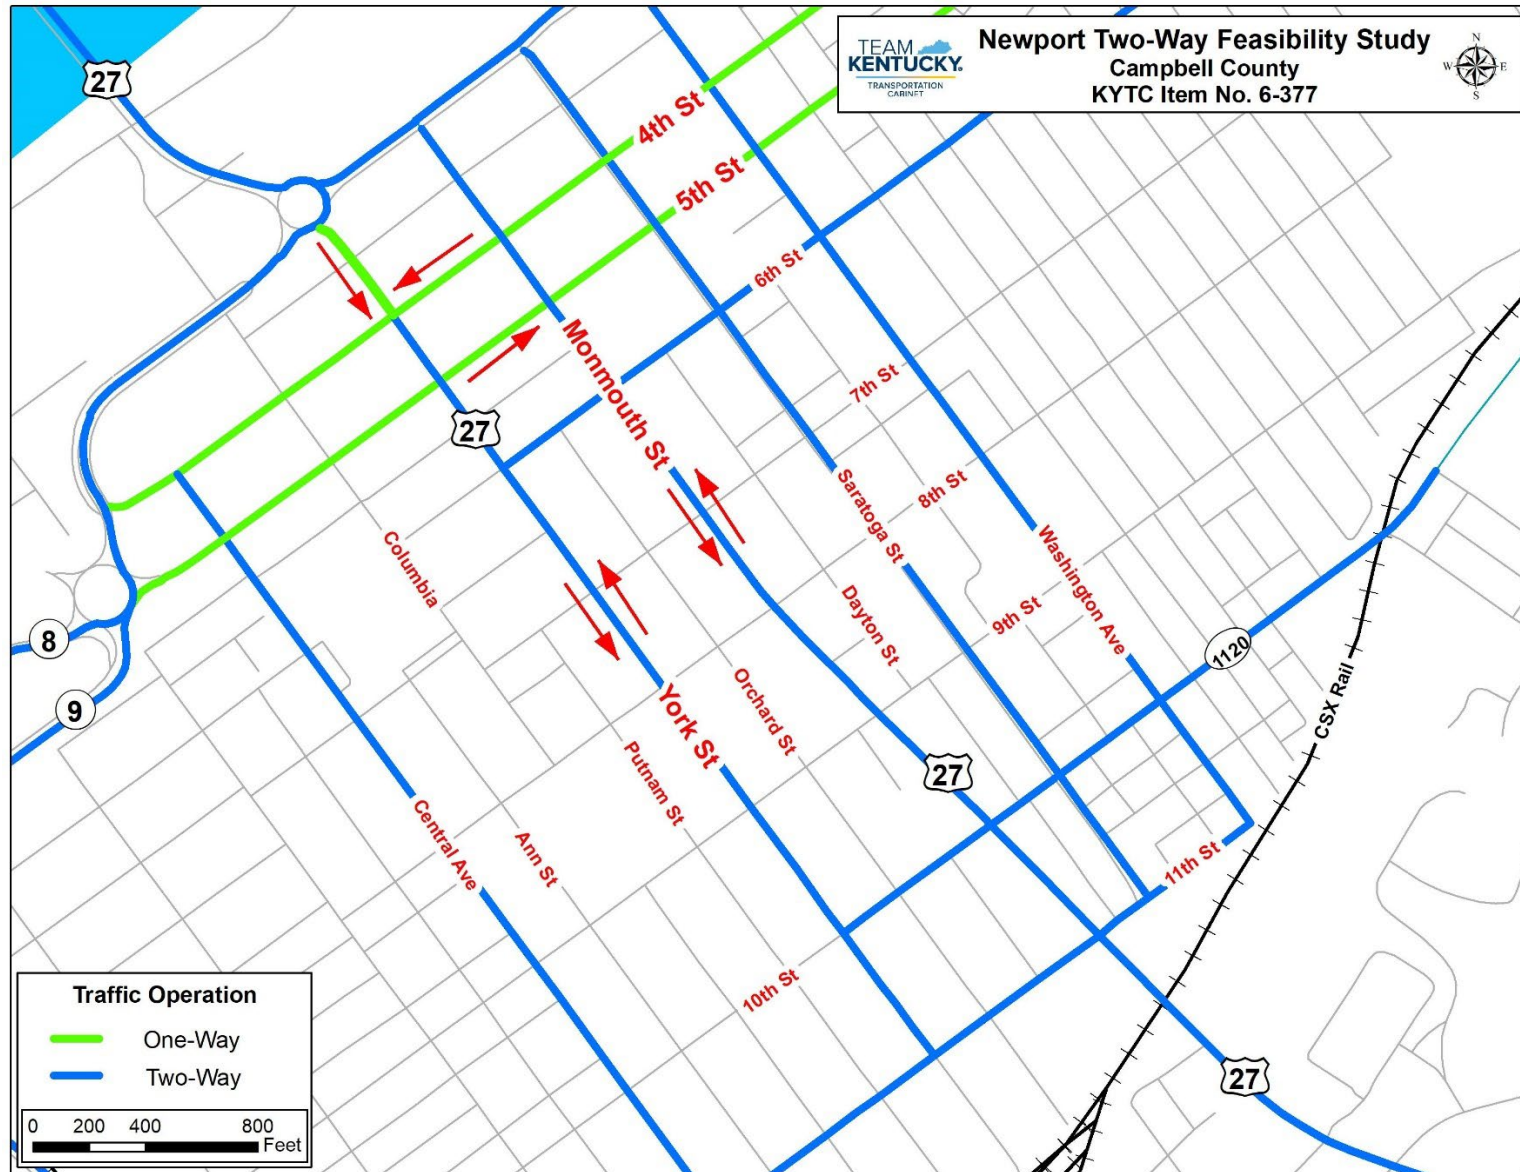 TEAM
KENTUCKY.
TRANSPORTATION
CABINET
Newport Two-Way Feasibility Study
Campbell County
KYTC Item No. 6-377
N
W
E
S
27
4th St
5th St
6th St
Monmouth St
7th St
27
8th St
Saratoga St
Washington Ave
Columbia
Dayton St
9th St
8
1120
9
Orchard St
York St
CSX Rail
Putnam St
27
Central Ave
Ann St
11th St
10th St
27
Traffic Operation
One-Way
Two-Way
0 200 400 800
Feet